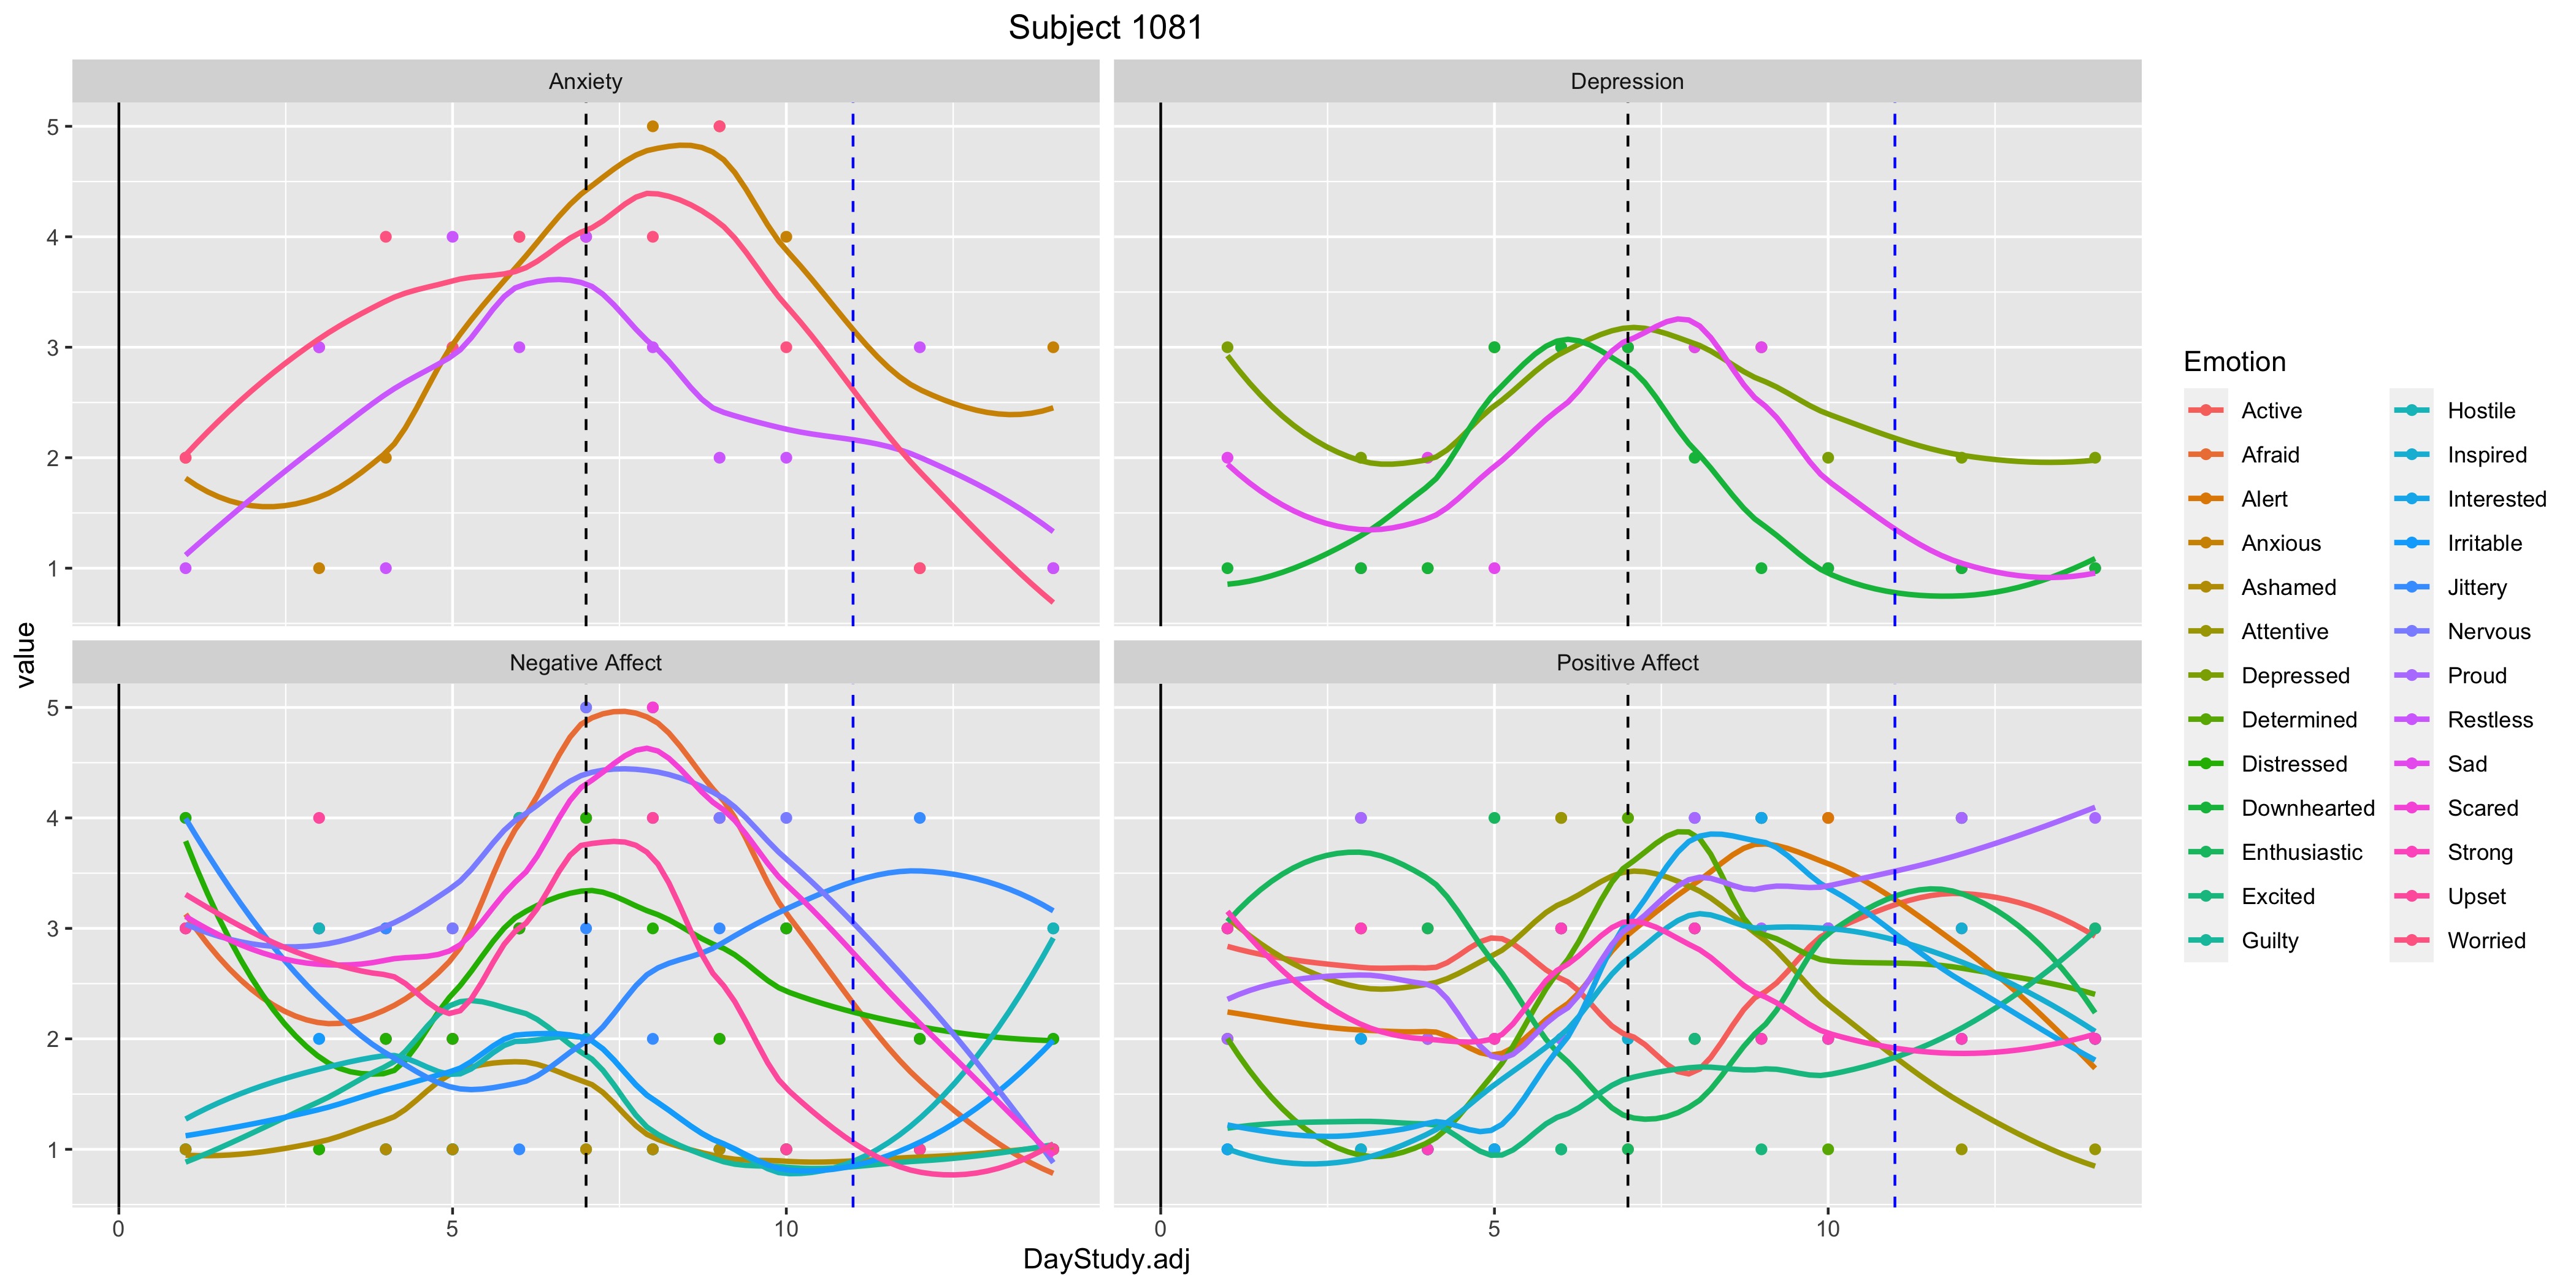 Subject 1081
Anxiety
Depression
5
4
3
2
1
Negative Affect
Positive Affect
5
4
3
2
1
0
5
10
0
5
10
value
DayStudy.adj
Emotion
Active
Afraid
Alert
Anxious
Ashamed
Attentive
Depressed
Determined
Distressed
Downhearted
Enthusiastic
Excited
Guilty
Hostile
Inspired
Interested
Irritable
Jittery
Nervous
Proud
Restless
Sad
Scared
Strong
Upset
Worried